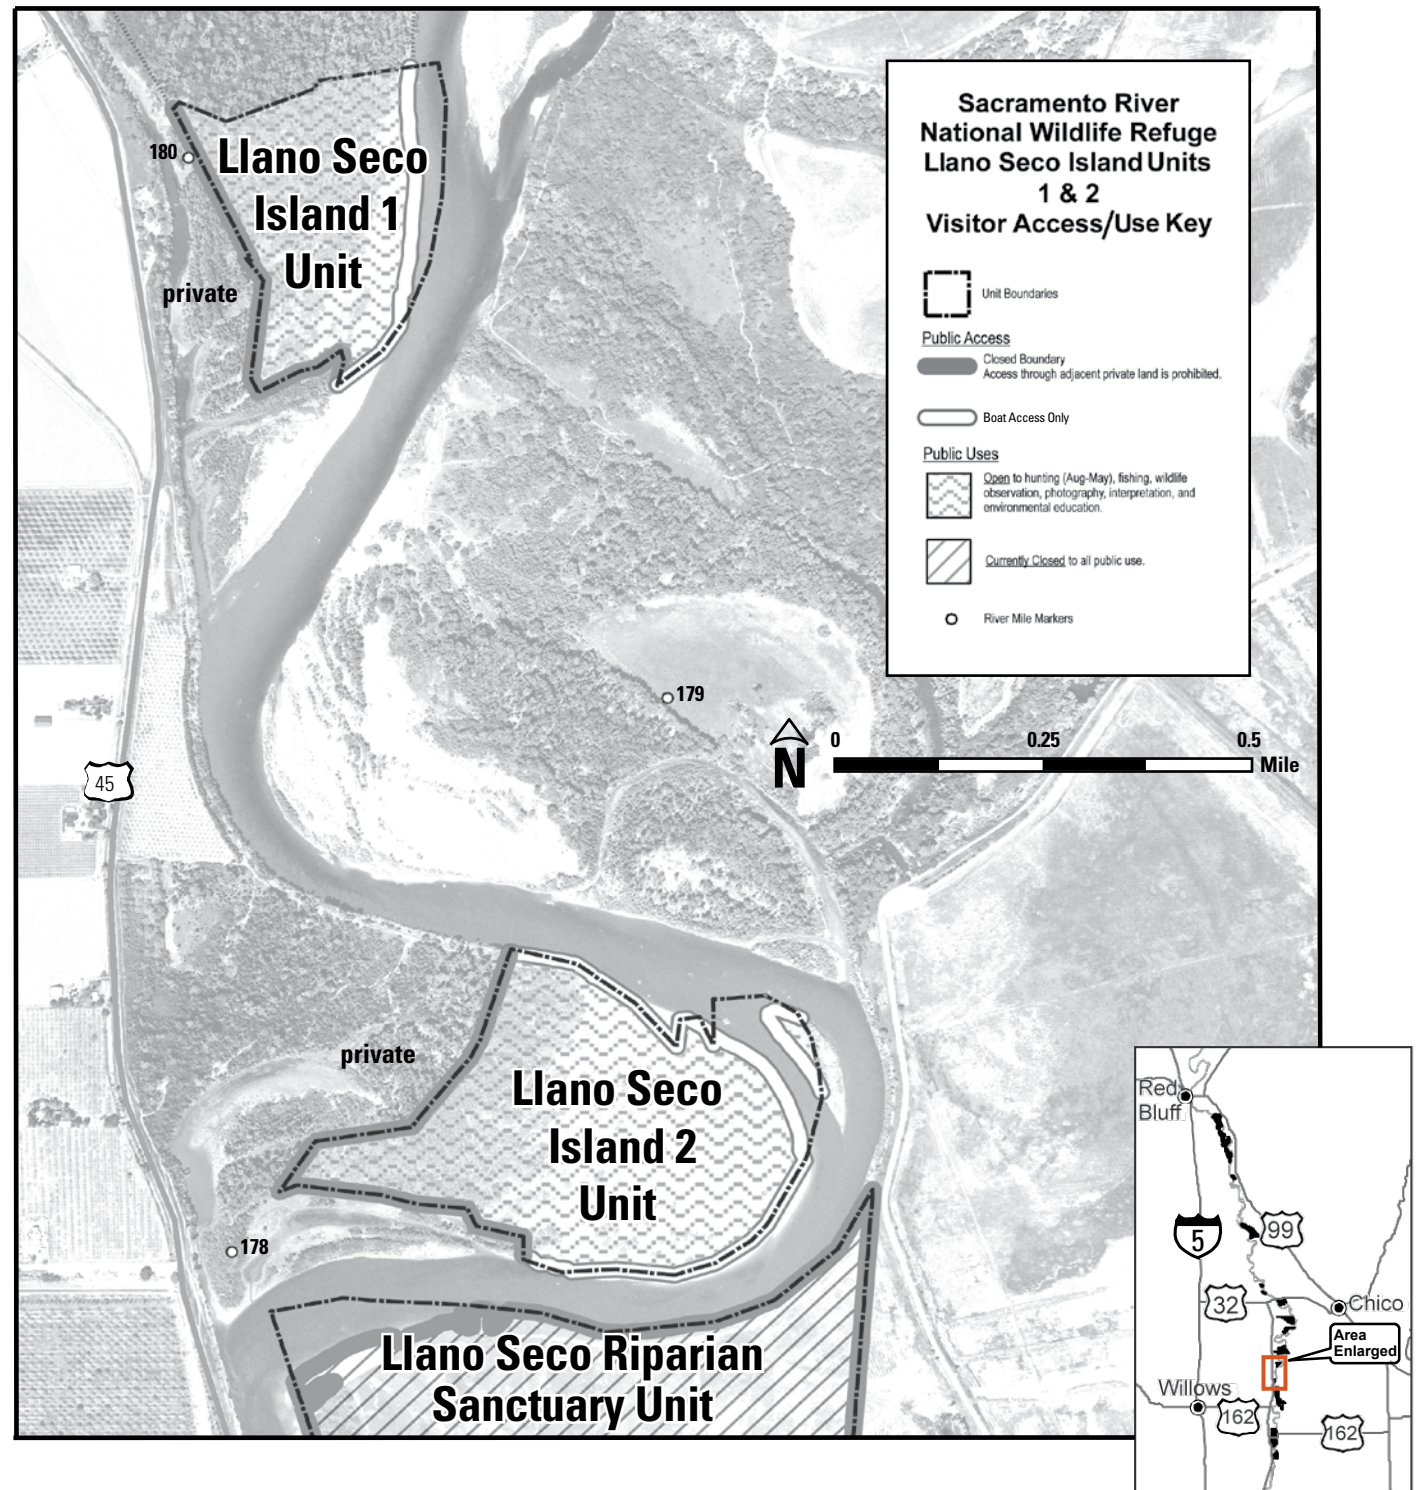 Sacramento River
National Wildlife Refuge
Llano Seco Island Units
1 & 2
Visitor Access/Use Key
Unit Boundaries
Public Access
Closed Boundary
Access through adjacent private land is prohibited.
Boat Access Only
Public Uses
Open to hunting (Aug-May), fishing, wildlife
observation, photography, interpretation, and
environmental education.
Currently Closed to all public use.
River Mile Markers
180
Llano Seco
Island 1
Unit
private
179
N
0 0.25 0.5
Mile
45
private
Llano Seco
Island 2
Unit
178
Llano Seco Riparian
Sanctuary Unit
Red
Bluff
5
99
32
Chico
Area
Enlarged
Willows
162
162